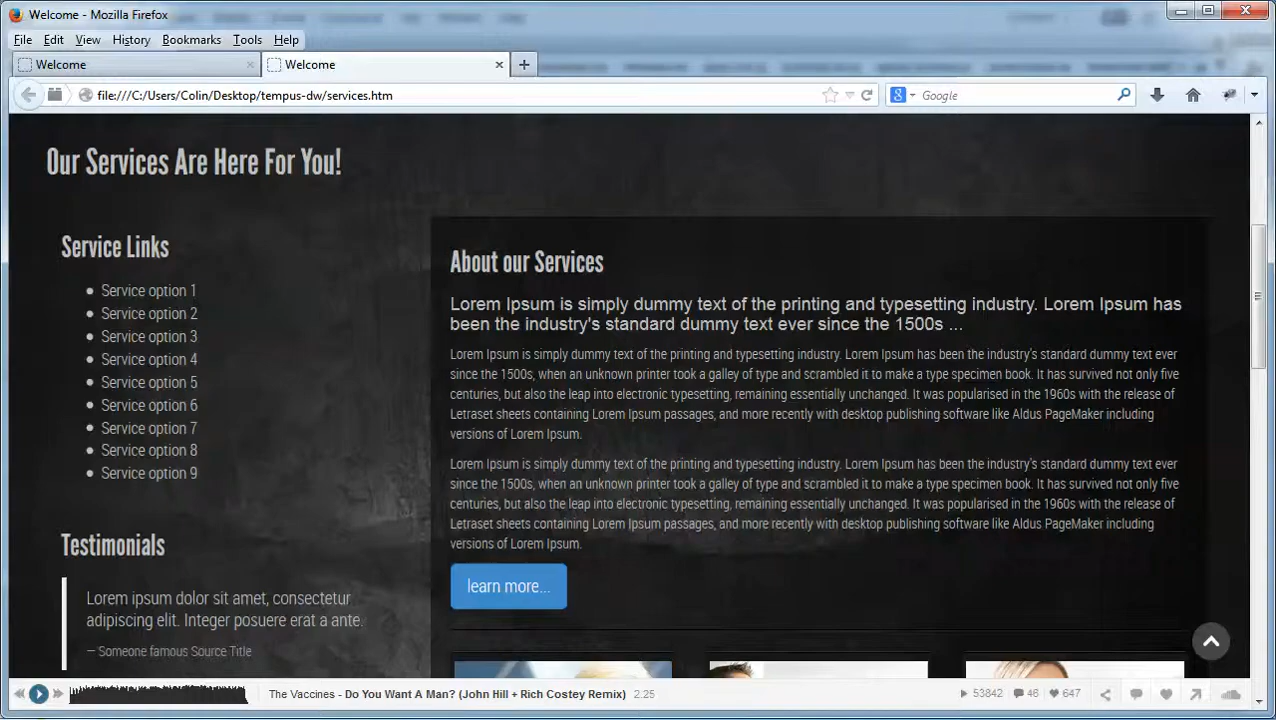 Welcome - Mozilla Firefox
File Edit View History Bookmarks Tools Help
Welcome
Welcome
file:///C:/Users/Colin/Desktop/tempus-dw/services.htm
Google
Our Services Are Here For You!
Service Links
Service option 1
Service option 2
Service option 3
Service option 4
Service option 5
Service option 6
Service option 7
Service option 8
Service option 9
Testimonials
Lorem ipsum dolor sit amet, consectetur
adipiscing elit. Integer posuere erat a ante.
— Someone famous Source Title
About our Services
Lorem Ipsum is simply dummy text of the printing and typesetting industry. Lorem Ipsum has
been the industry's standard dummy text ever since the 1500s ...
Lorem Ipsum is simply dummy text of the printing and typesetting industry. Lorem Ipsum has been the industry's standard dummy text ever
since the 1500s, when an unknown printer took a galley of type and scrambled it to make a type specimen book. It has survived not only five
centuries, but also the leap into electronic typesetting, remaining essentially unchanged. It was popularised in the 1960s with the release of
Letraset sheets containing Lorem Ipsum passages, and more recently with desktop publishing software like Aldus PageMaker including
versions of Lorem Ipsum.
Lorem Ipsum is simply dummy text of the printing and typesetting industry. Lorem Ipsum has been the industry's standard dummy text ever
since the 1500s, when an unknown printer took a galley of type and scrambled it to make a type specimen book. It has survived not only five
centuries, but also the leap into electronic typesetting, remaining essentially unchanged. It was popularised in the 1960s with the release of
Letraset sheets containing Lorem Ipsum passages, and more recently with desktop publishing software like Aldus PageMaker including
versions of Lorem Ipsum.
learn more...
The Vaccines - Do You Want A Man? (John Hill + Rich Costey Remix) 2:25
53842 46 647